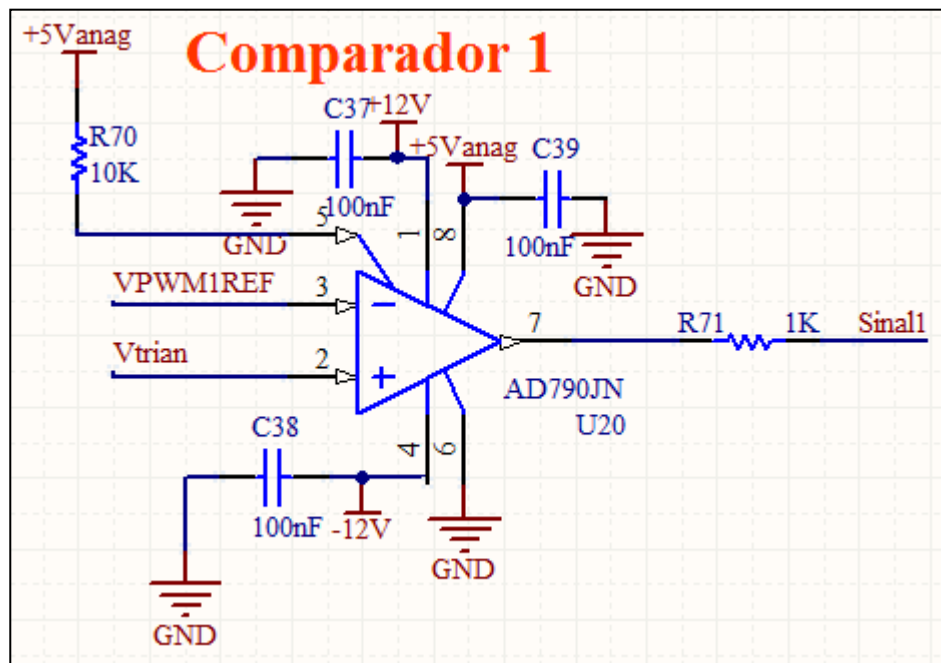 Comparador 1
+5Vanag
R70
10K
C37
+12V
100nF
GND
5
1
8
+5Vanag
C39
100nF
GND
VPWM1REF
3
Vtrian
2
7
R71
1K
Sinal1
AD790JN
U20
4
6
C38
100nF
-12V
GND
GND